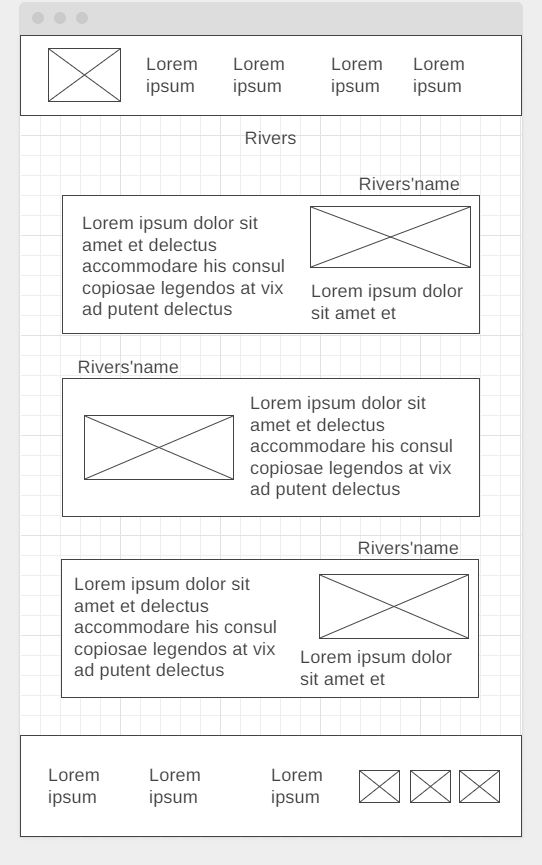 Lorem
ipsum
Lorem
ipsum
Lorem
ipsum
Lorem
ipsum
Rivers
Rivers'name
Lorem ipsum dolor sit
amet et delectus
accommodare his consul
copiosae legendos at vix
ad putent delectus
Lorem ipsum dolor
sit amet et
Rivers'name
Lorem ipsum dolor sit
amet et delectus
accommodare his consul
copiosae legendos at vix
ad putent delectus
Rivers'name
Lorem ipsum dolor sit
amet et delectus
accommodare his consul
copiosae legendos at vix
ad putent delectus
Lorem ipsum dolor
sit amet et
Lorem
ipsum
Lorem
ipsum
Lorem
ipsum